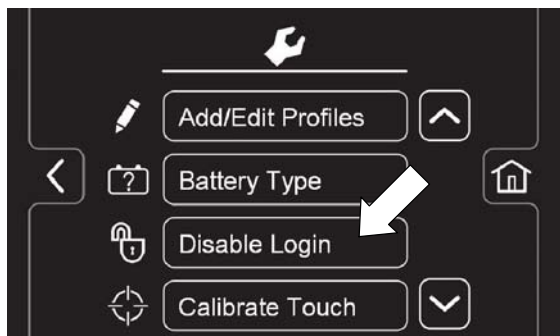 Add/Edit Profiles
Battery Type
Disable Login
Calibrate Touch